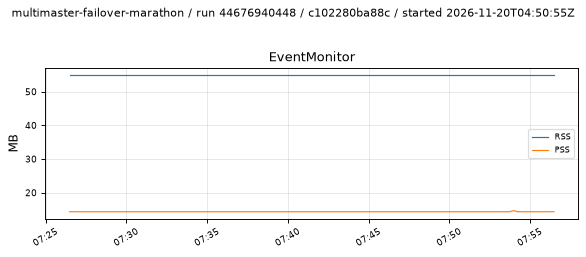 multimaster-failover-marathon / run 44676940448 / c102280ba88c / started 2026-11-20T04:50:55Z
EventMonitor
MB
50
40
30
20
RSS
PSS
07:25
07:30
07:35
07:40
07:45
07:50
07:55